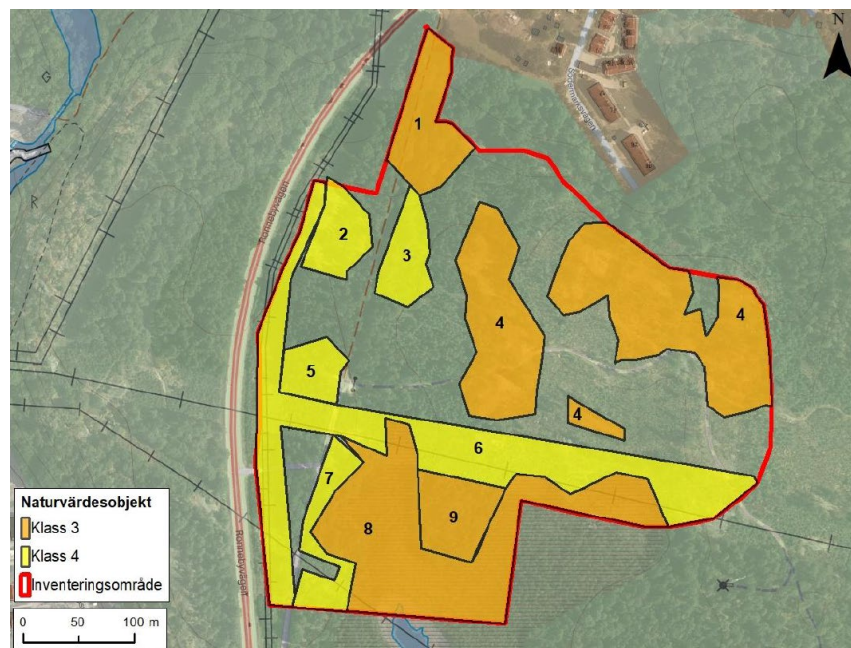 N
G
R
1
2
3
4
4
4
5
6
7
8
9
Ronnebyvägen
Naturvärdesobjekt
Klass 3
Klass 4
Inventeringsområde
0 50 100 m